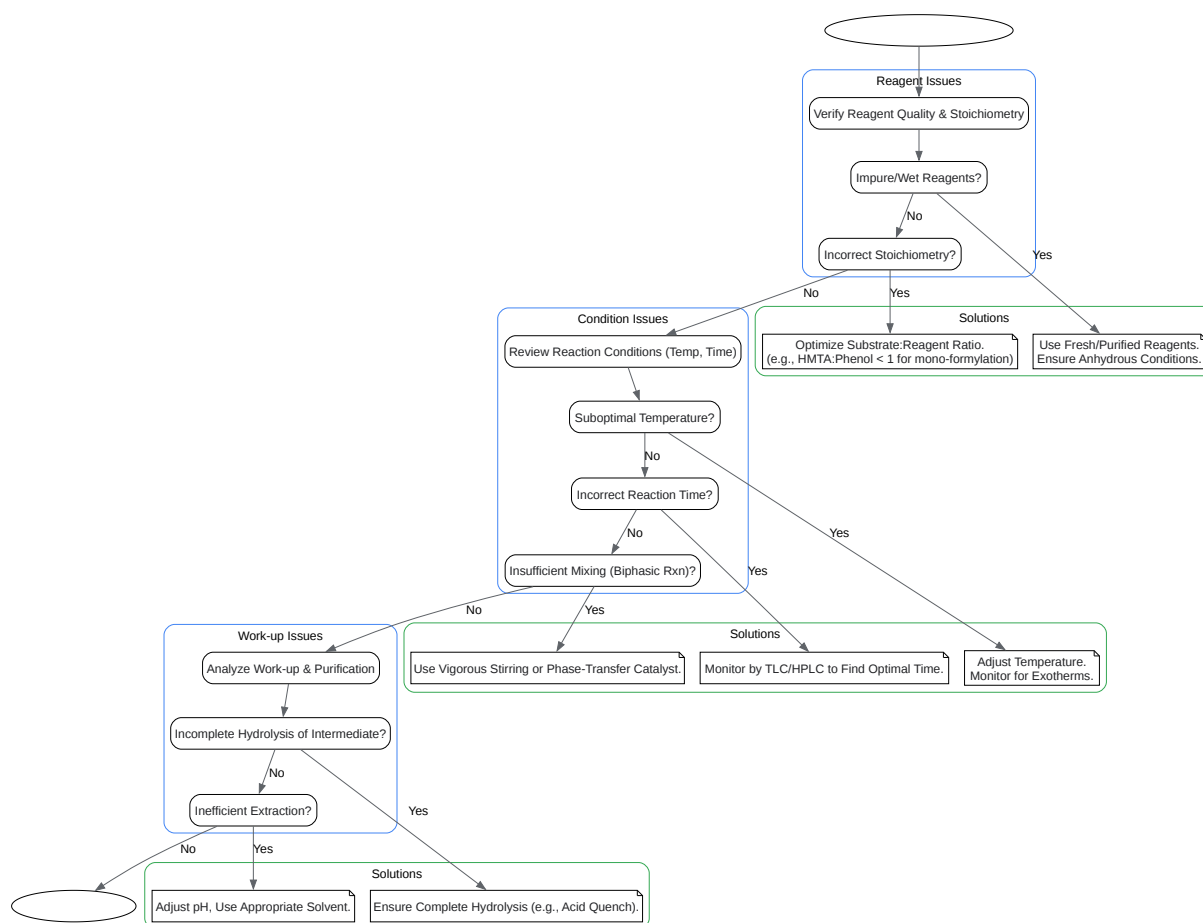 Reagent Issues
Verify Reagent Quality & Stoichiometry
Impure/Wet Reagents?
No
Yes
Incorrect Stoichiometry?
No
Yes
Solutions
Optimize Substrate:Reagent Ratio.
(e.g., HMTA:Phenol < 1 for mono-formylation)
Use Fresh/Purified Reagents.
Ensure Anhydrous Conditions.
Condition Issues
Review Reaction Conditions (Temp, Time)
Suboptimal Temperature?
No
Yes
Incorrect Reaction Time?
No
Yes
Insufficient Mixing (Biphasic Rxn)?
No
Yes
Solutions
Use Vigorous Stirring or Phase-Transfer Catalyst.
Monitor by TLC/HPLC to Find Optimal Time.
Adjust Temperature.
Monitor for Exotherms.
Work-up Issues
Analyze Work-up & Purification
Incomplete Hydrolysis of Intermediate?
No
Yes
Inefficient Extraction?
No
Yes
Solutions
Adjust pH, Use Appropriate Solvent.
Ensure Complete Hydrolysis (e.g., Acid Quench).